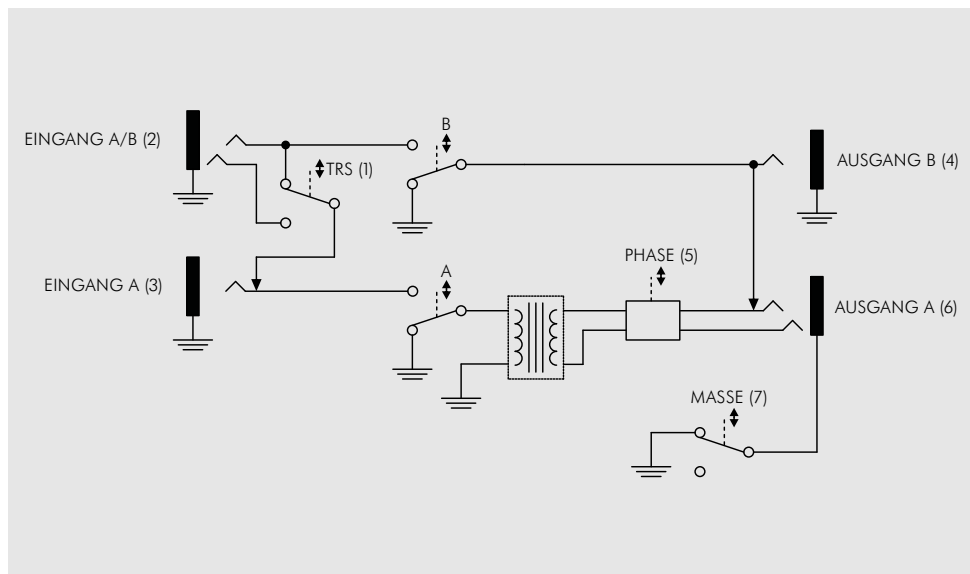 EINGANG A/B (2)
B
TRS (1)
AUSGANG B (4)
EINGANG A (3)
A
PHASE (5)
AUSGANG A (6)
MASSE (7)